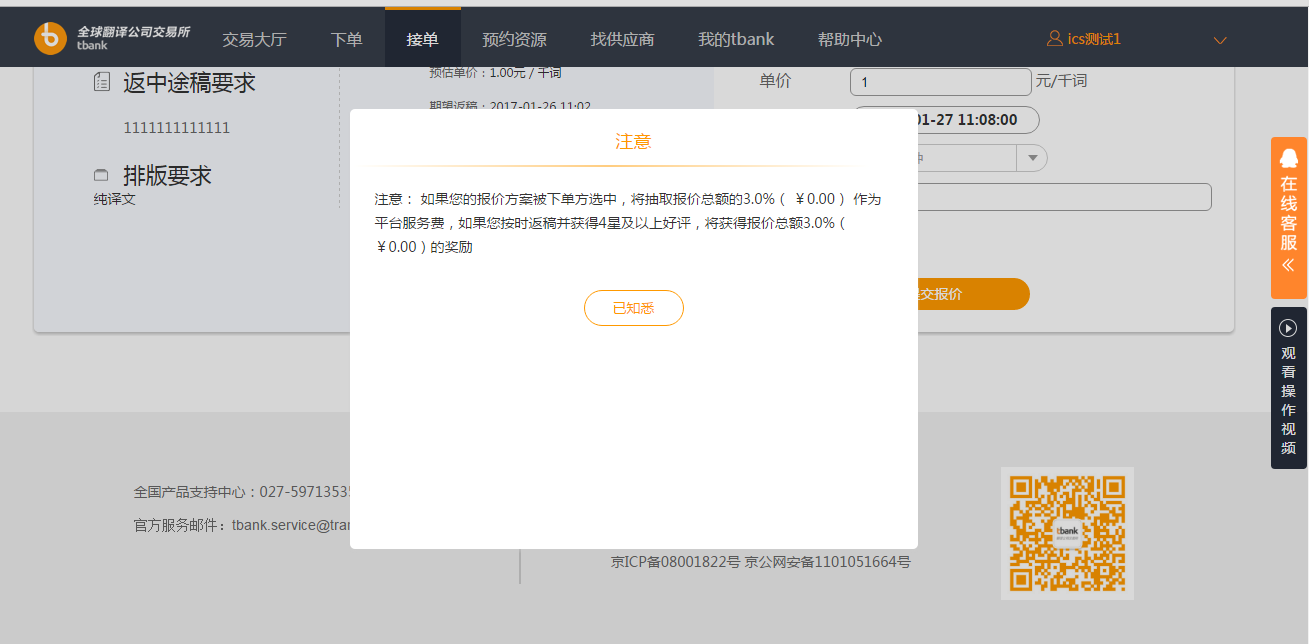 全球翻译公司交易所
tbank
交易大厅 下单 接单 预约资源 找供应商 我的tbank 帮助中心 ics测试1
返中途稿要求
1111111111111
排版要求
纯译文
预估单价：1.00元 / 千词
期望返稿：2017-01-26 11:02
单价 1 元/千词
01-27 11:08:00
注意
注意： 如果您的报价方案被下单方选中，将抽取报价总额的3.0%（ ￥0.00 ） 作为
平台服务费，如果您按时返稿并获得4星及以上好评，将获得报价总额3.0%（
￥0.00 ) 的奖励
已知悉
交报价
在线客服
观看操作视频
全国产品支持中心：027-5971353
官方服务邮件：tbank.service@tran
京ICP备08001822号 京公网安备1101051664号
tbank